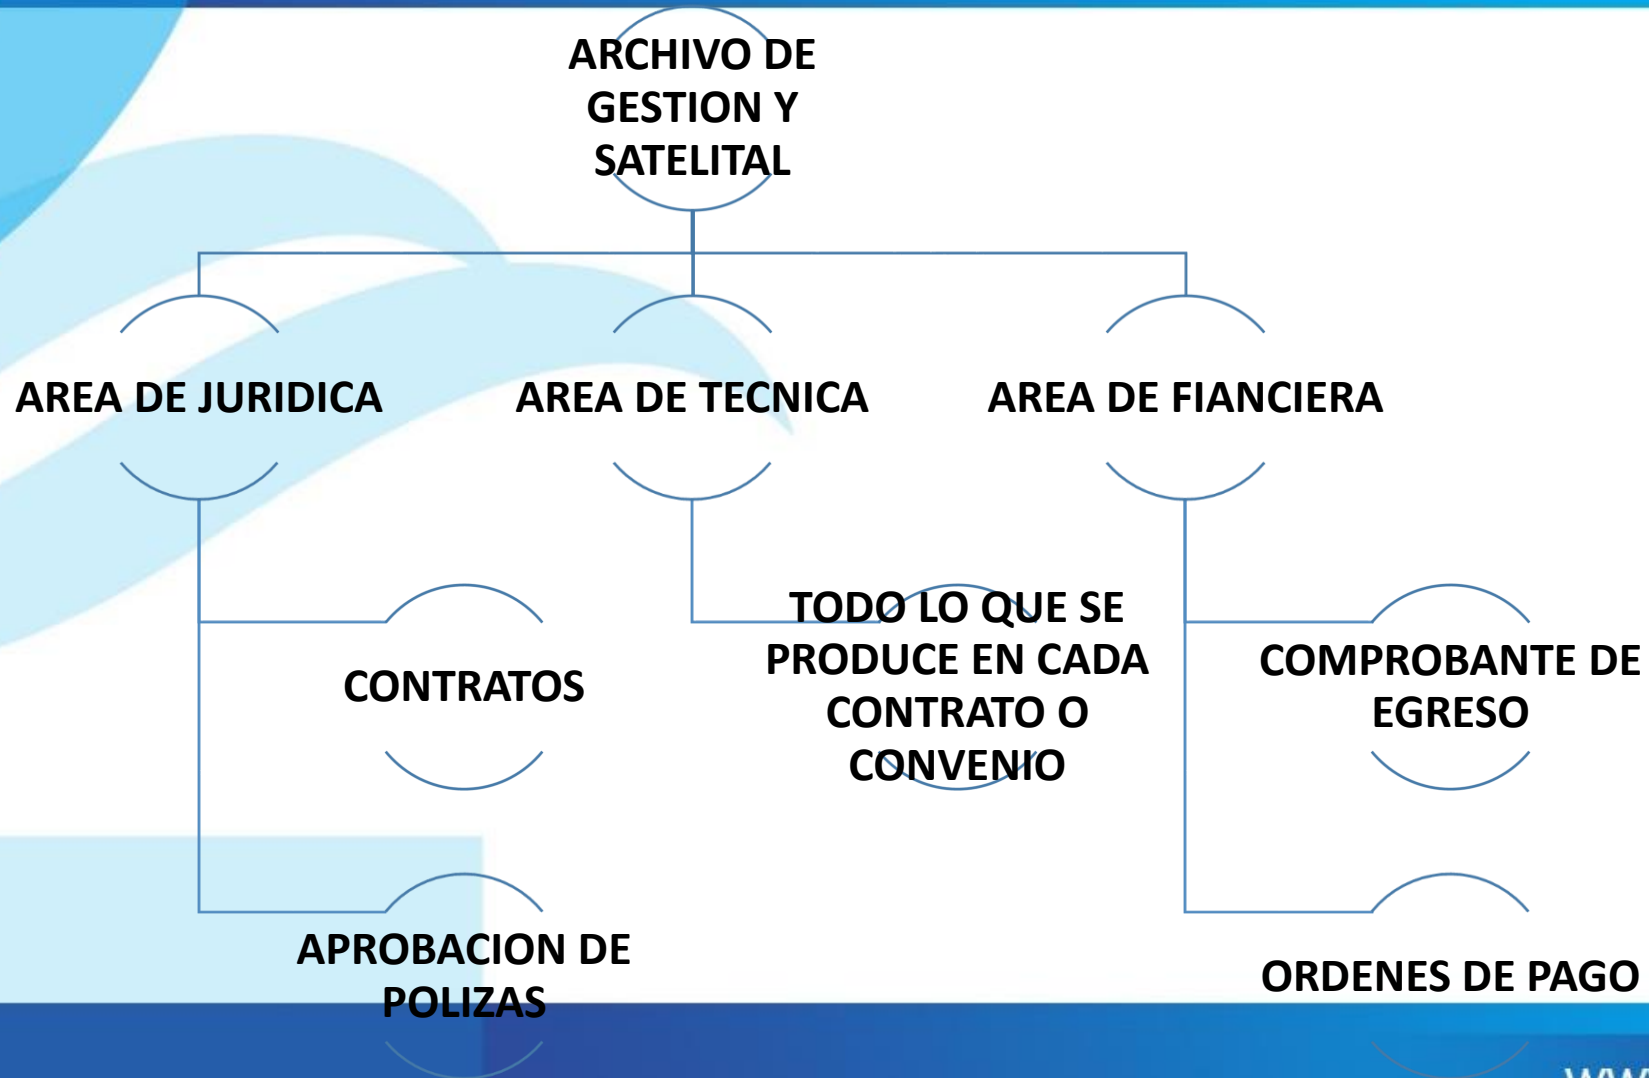 ARCHIVO DE
GESTION Y
SATELITAL
AREA DE JURIDICA
AREA DE TECNICA
AREA DE FIANCIERA
CONTRATOS
TODO LO QUE SE
PRODUCE EN CADA
CONTRATO O
CONVENIO
COMPROBANTE DE
EGRESO
APROBACION DE
POLIZAS
ORDENES DE PAGO